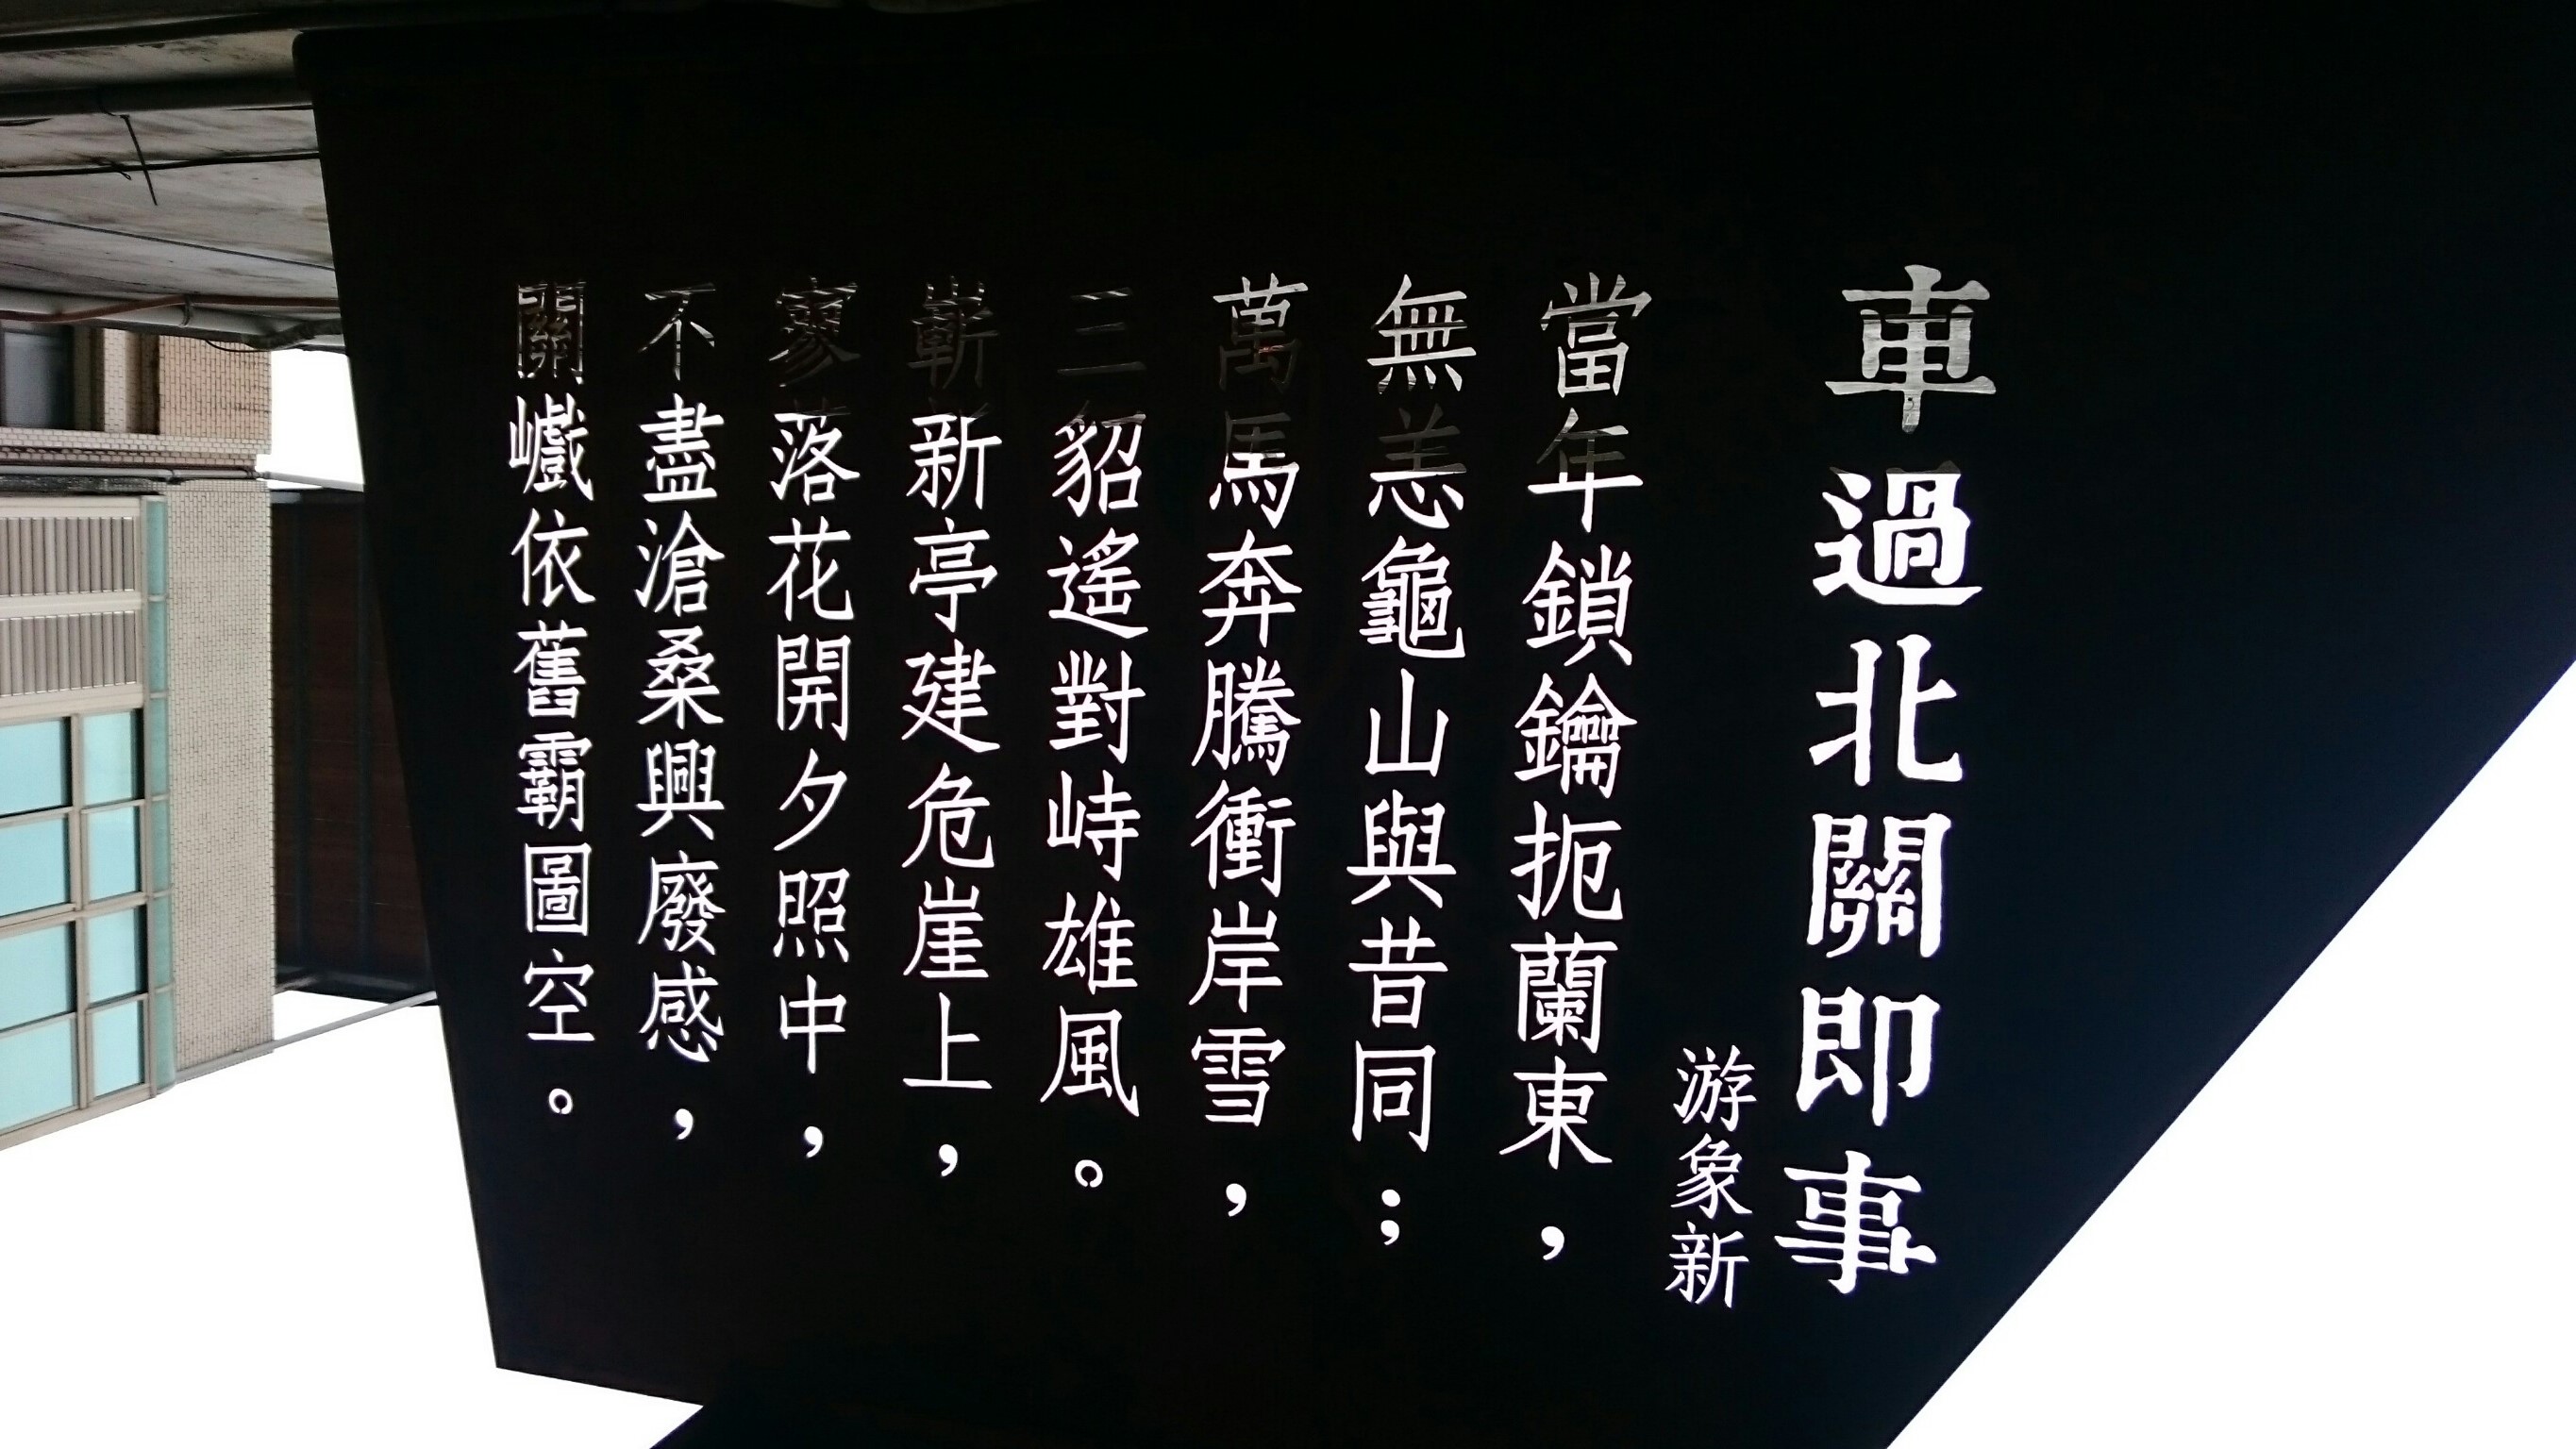 車過北關即事
游象新
當年鎖鑰扼蘭東，
無恙龜山與昔同；
萬馬奔騰衝岸雪，
三貂遙對峙雄風。
嶄新亭建危崖上，
寥落花開夕照中，
不盡滄桑興廢感，
關巇依舊霸圖空。